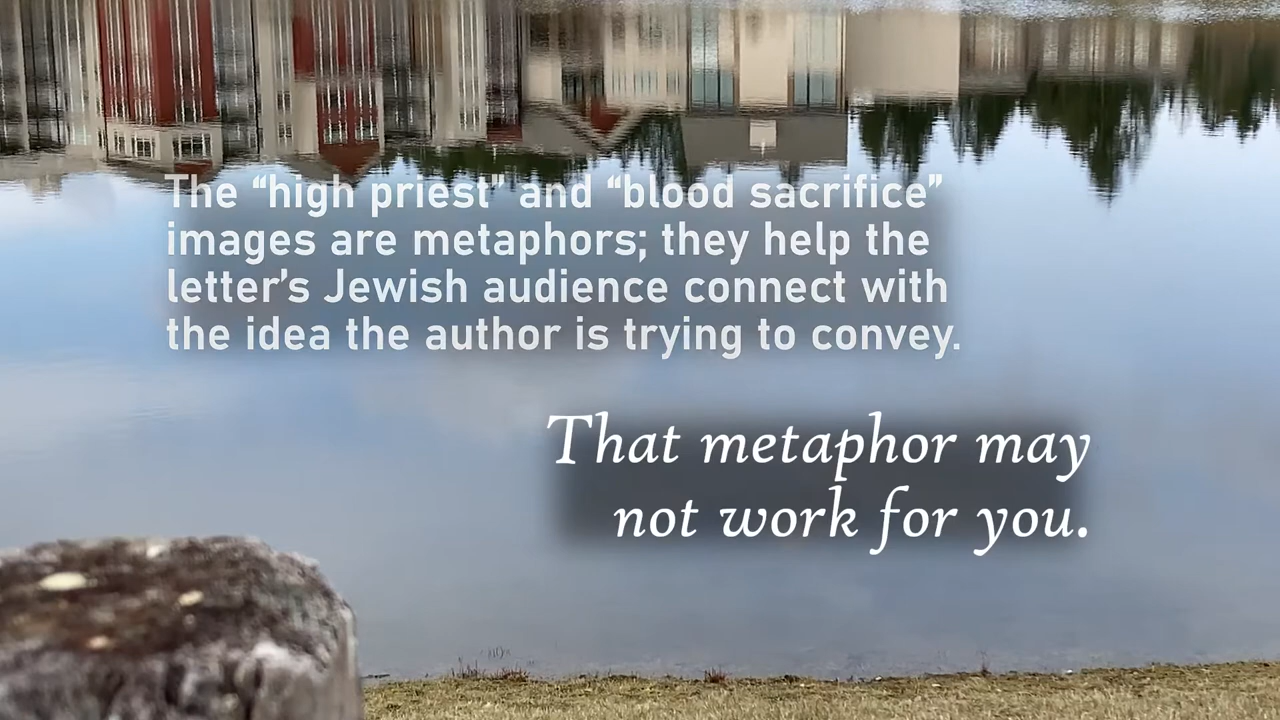 The “high priest” and “blood sacrifice”
images are metaphors; they help the
letter’s Jewish audience connect with
the idea the author is trying to convey.
That metaphor may
not work for you.